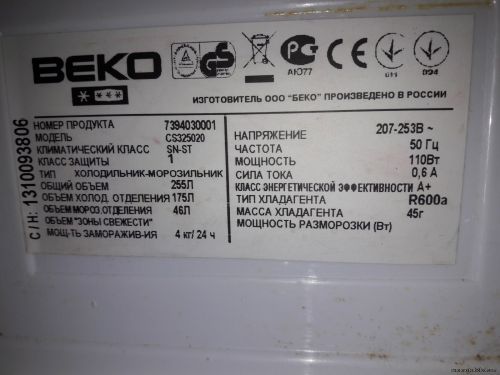 BEKO
АЮ77
011
094
ИЗГОТОВИТЕЛЬ ООО "БЕКО" ПРОИЗВЕДЕНО В РОССИИ
С / Н: 1310093806
НОМЕР ПРОДУКТА 7394030001
МОДЕЛЬ CS325020
КЛИМАТИЧЕСКИЙ КЛАСС SN-ST
КЛАСС ЗАЩИТЫ 1
ТИП ХОЛОДИЛЬНИК-МОРОЗИЛЬНИК
ОБЩИЙ ОБЪЕМ 255Л
ОБЪЕМ ХОЛОД. ОТДЕЛЕНИЯ 175Л
ОБЪЕМ МОРОЗ.ОТДЕЛЕНИЯ 46Л
ОБЪЕМ "ЗОНЫ СВЕЖЕСТИ"
МОЩ-ТЬ ЗАМОРАЖИВ-ИЯ 4 кг/ 24 ч
НАПРЯЖЕНИЕ 207-253В ~
ЧАСТОТА 50 Гц
МОЩНОСТЬ 110Вт
СИЛА ТОКА 0,6 А
КЛАСС ЭНЕРГЕТИЧЕСКОЙ ЭФФЕКТИВНОСТИ А+
ТИП ХЛАДАГЕНТА R600a
МАССА ХЛАДАГЕНТА 45г
МОЩНОСТЬ РАЗМОРОЗКИ (Вт)